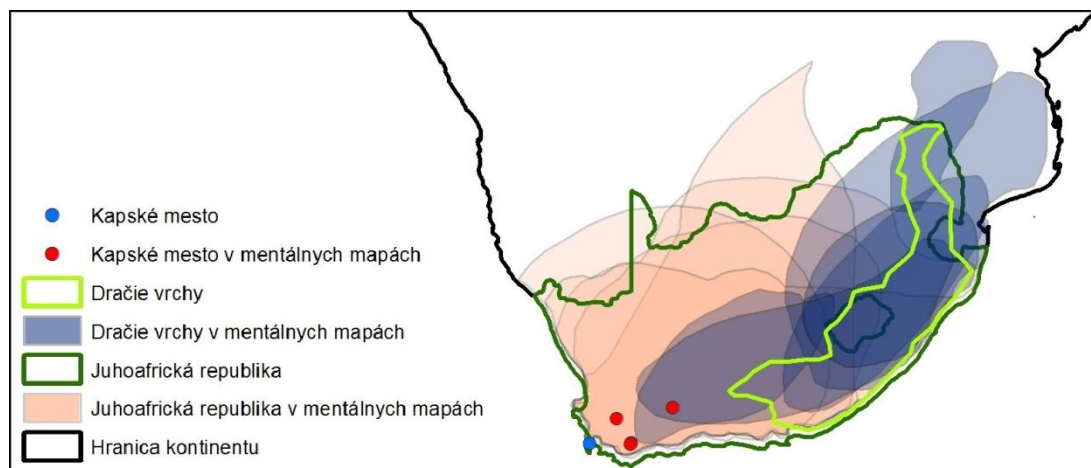 Kapské mesto
Kapské mesto v mentálnych mapách
Dračie vrchy
Dračie vrchy v mentálnych mapách
Juhoafrická republika
Juhoafrická republika v mentálnych mapách
Hranica kontinentu